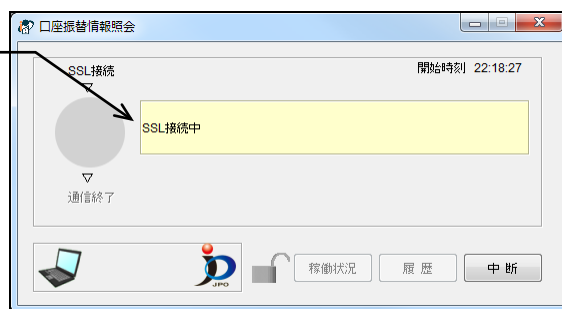 口座振替情報照会
SSL接続
開始時刻 22:18:27
▽
SSL接続中
▽
通信終了
JPO
稼働状況
履 歴
中 断